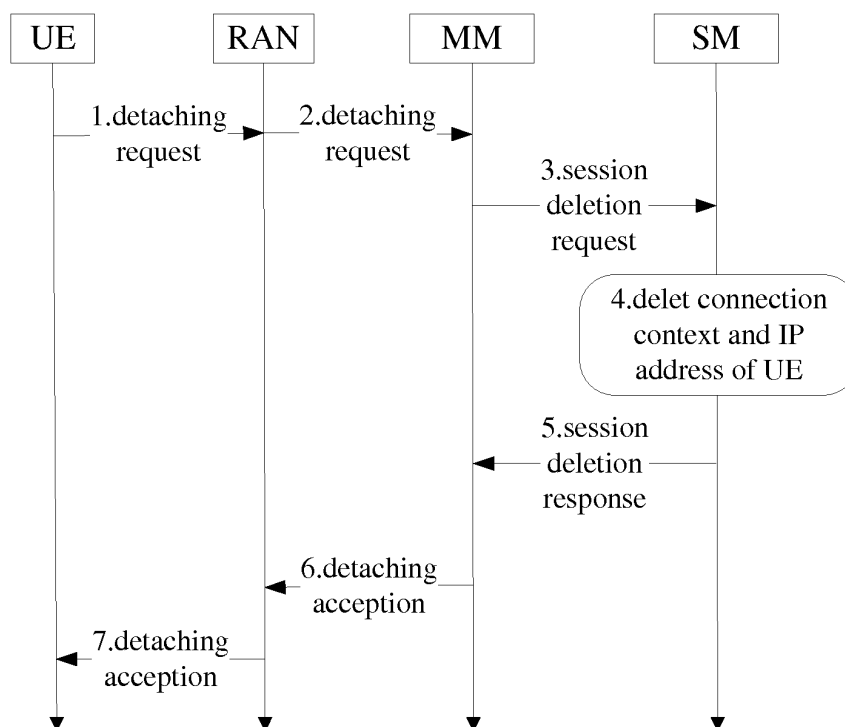 UE
RAN
MM
SM
1.detaching
request
2.detaching
request
3.session
deletion
request
4.delet connection
context and IP
address of UE
5.session
deletion
response
6.detaching
acception
7.detaching
acception